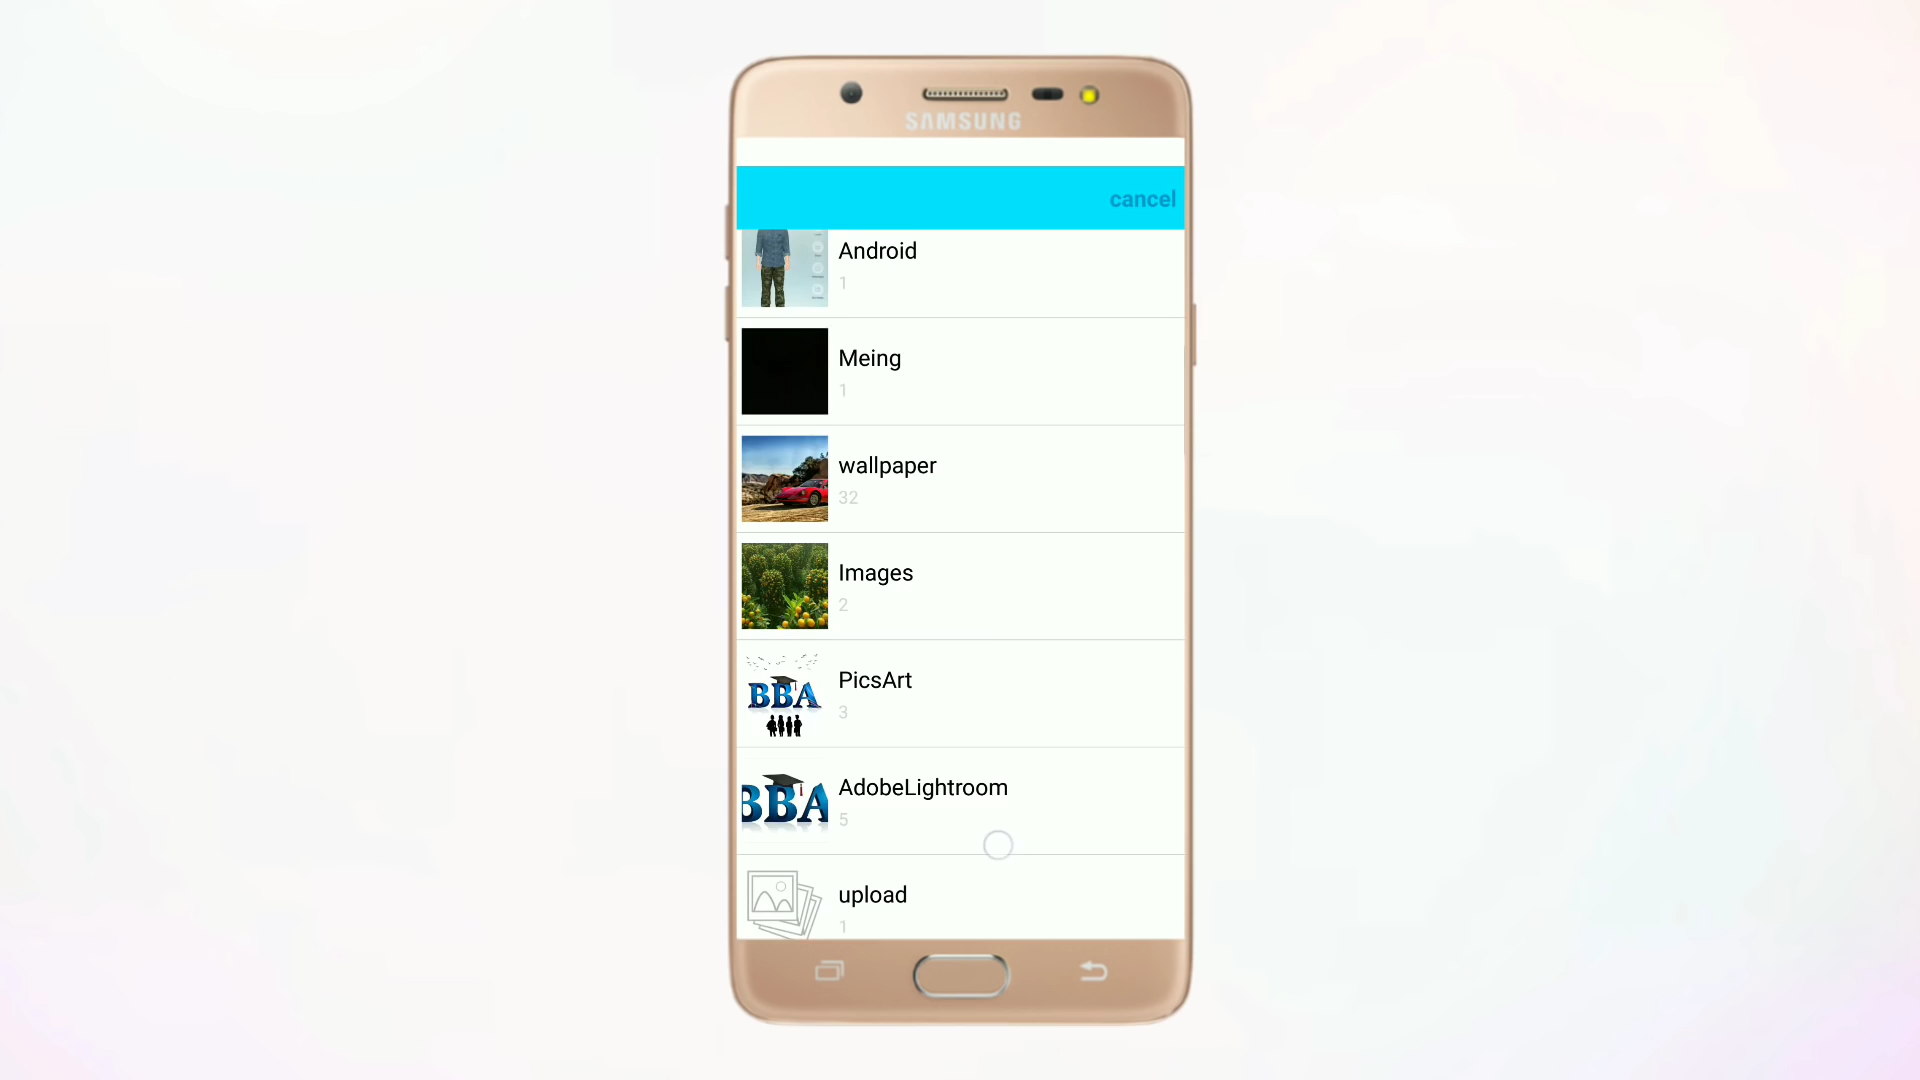 SAMSUNG
cancel
Android
1
Meing
1
wallpaper
32
Images
2
BBA
PicsArt
3
BBA
AdobeLightroom
5
upload
1